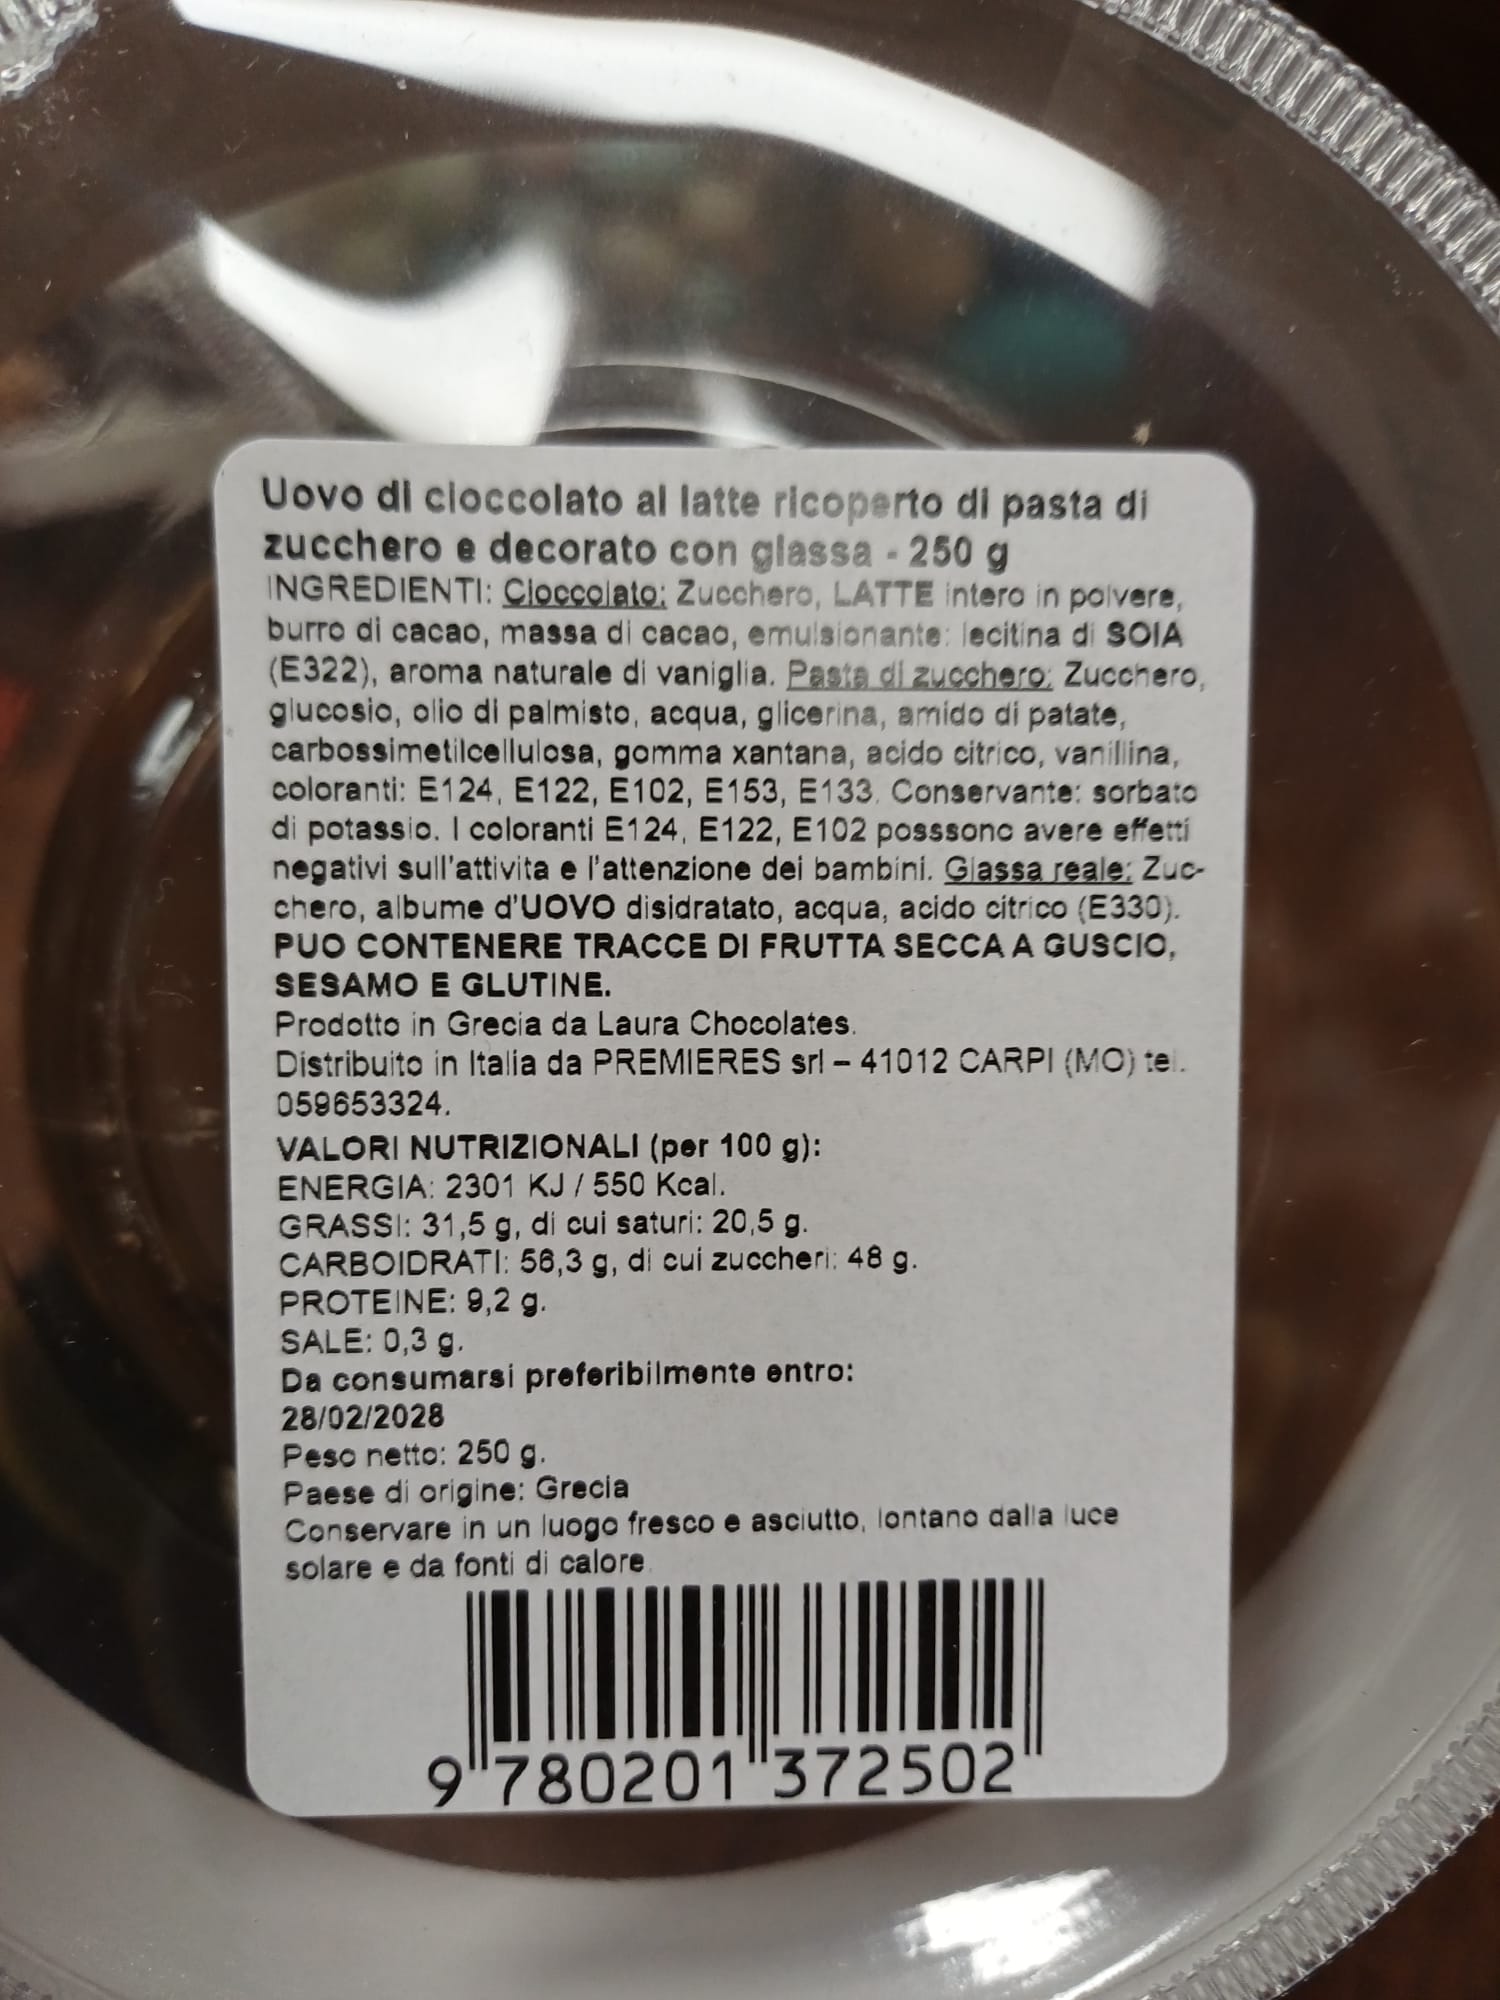 Uovo di cioccolato al latte ricoperto di pasta di
zucchero e decorato con glassa - 250 g
INGREDIENTI: Cioccolato: Zucchero, LATTE intero in polvere,
burro di cacao, massa di cacao, emulsionante: lecitina di SOIA
(E322), aroma naturale di vaniglia. Pasta di zucchero: Zucchero,
glucosio, olio di palmisto, acqua, glicerina, amido di patate,
carbossimetilcellulosa, gomma xantana, acido citrico, vanillina,
coloranti: E124, E122, E102, E153, E133. Conservante: sorbato
di potassio. I coloranti E124, E122, E102 posssono avere effetti
negativi sull'attivita e l'attenzione dei bambini. Glassa reale: Zuc-
chero, albume d'UOVO disidratato, acqua, acido citrico (E330).
PUO CONTENERE TRACCE DI FRUTTA SECCA A GUSCIO,
SESAMO E GLUTINE.
Prodotto in Grecia da Laura Chocolates.
Distribuito in Italia da PREMIERES srl – 41012 CARPI (MO) tel.
059653324.
VALORI NUTRIZIONALI (per 100 g):
ENERGIA: 2301 KJ / 550 Kcal.
GRASSI: 31,5 g, di cui saturi: 20,5 g.
CARBOIDRATI: 56,3 g, di cui zuccheri: 48 g.
PROTEINE: 9,2 g.
SALE: 0,3 g.
Da consumarsi preferibilmente entro:
28/02/2028
Peso netto: 250 g.
Paese di origine: Grecia
Conservare in un luogo fresco e asciutto, lontano dalla luce
solare e da fonti di calore.
9 780201 372502